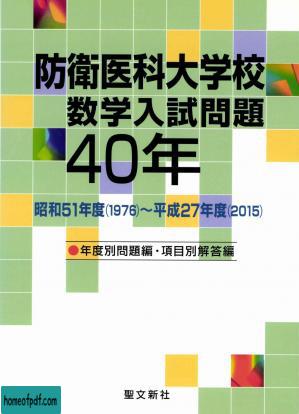 防衛医科大学校
数学入試問題
40年
昭和51年度(1976)～平成27年度(2015)
●年度別問題編・項目別解答編
聖文新社
homeofpdf.com